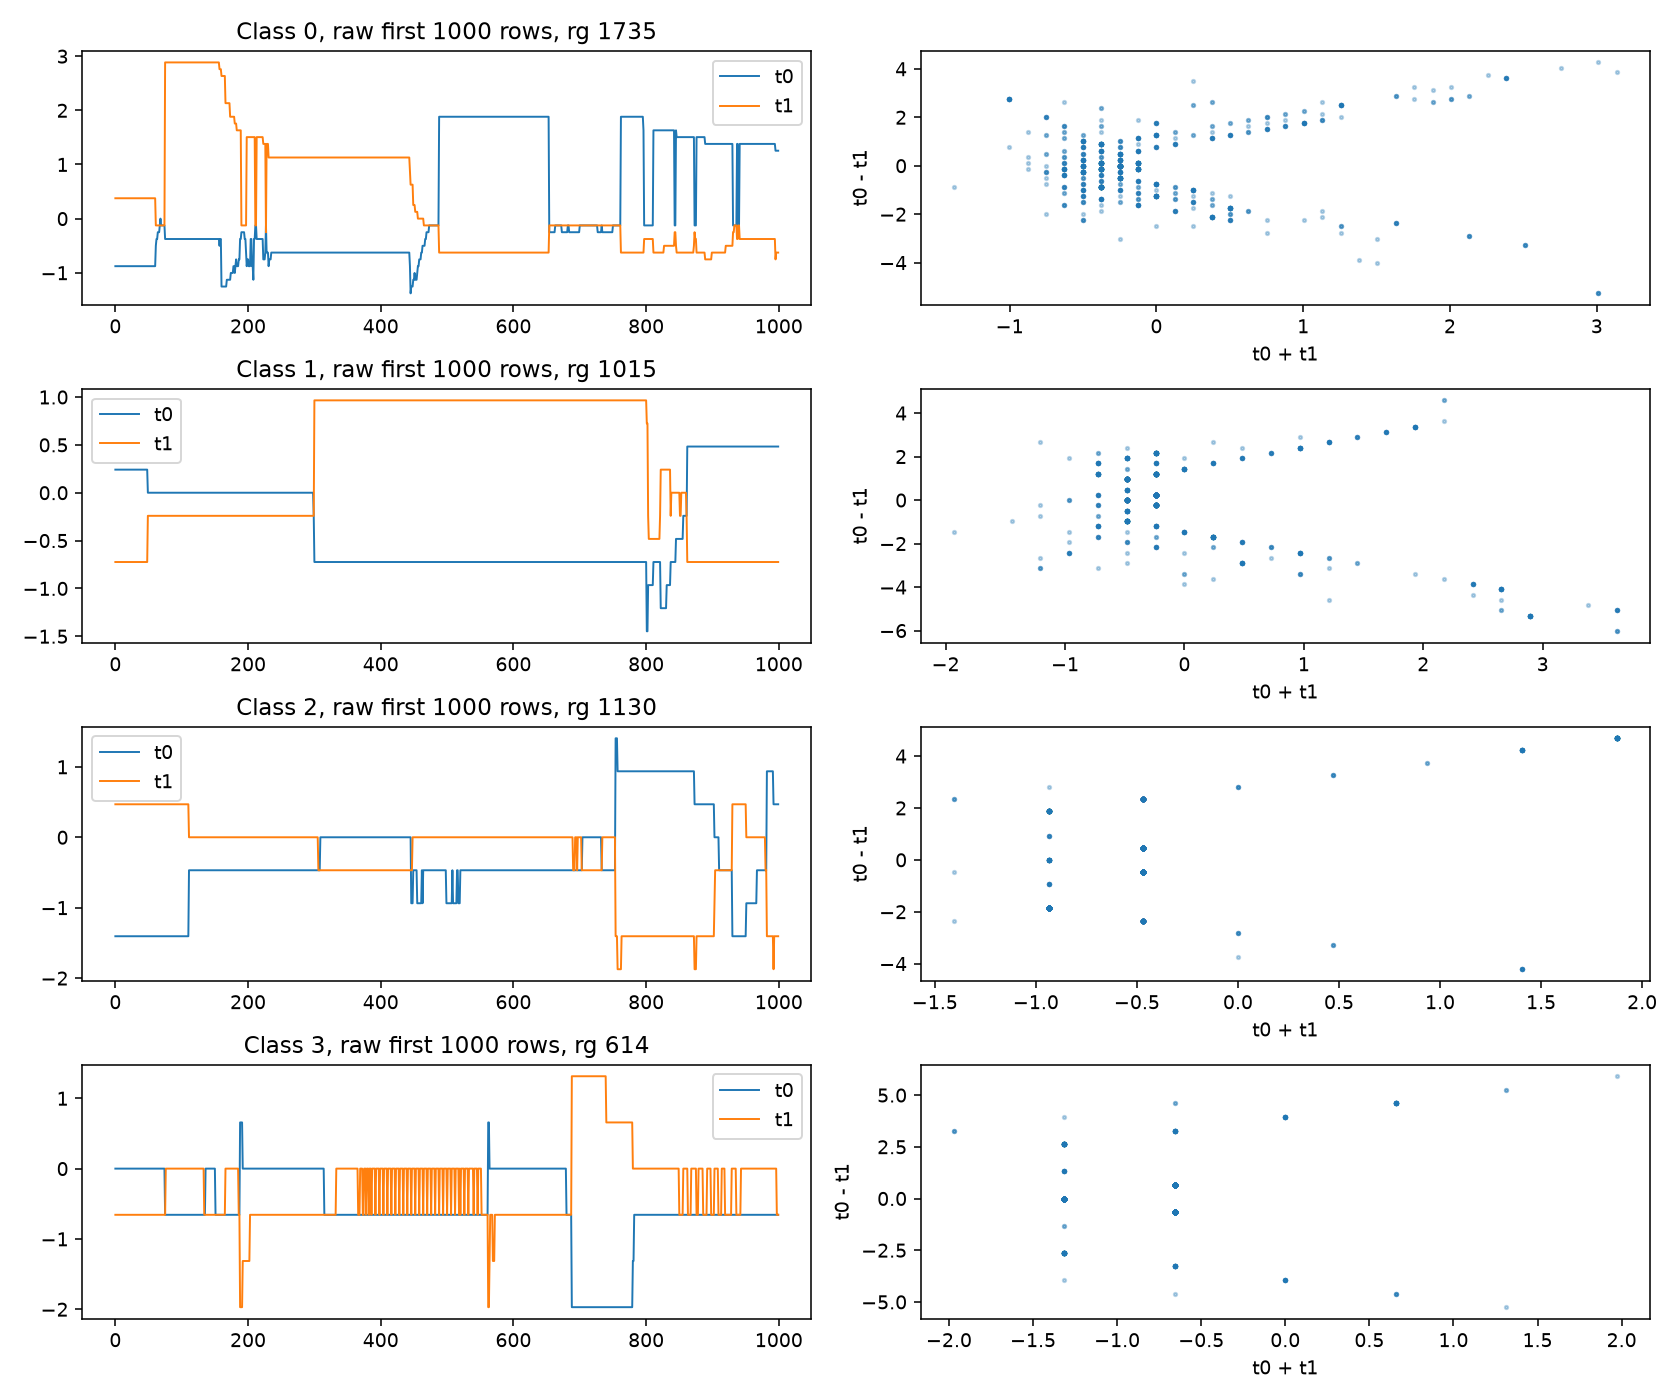 Class 0, raw first 1000 rows, rg 1735
3
2
1
0
−1
t0
t1
0 200 400 600 800 1000
t0 - t1
4
2
0
−2
−4
−1 0 1 2 3
t0 + t1
Class 1, raw first 1000 rows, rg 1015
1.0
0.5
0.0
−0.5
−1.0
−1.5
t0
t1
0 200 400 600 800 1000
t0 - t1
4
2
0
−2
−4
−6
−2 −1 0 1 2 3
t0 + t1
Class 2, raw first 1000 rows, rg 1130
1
0
−1
−2
t0
t1
0 200 400 600 800 1000
t0 - t1
4
2
0
−2
−4
−1.5 −1.0 −0.5 0.0 0.5 1.0 1.5 2.0
t0 + t1
Class 3, raw first 1000 rows, rg 614
1
0
−1
−2
t0
t1
0 200 400 600 800 1000
t0 - t1
5.0
2.5
0.0
−2.5
−5.0
−2.0 −1.5 −1.0 −0.5 0.0 0.5 1.0 1.5 2.0
t0 + t1